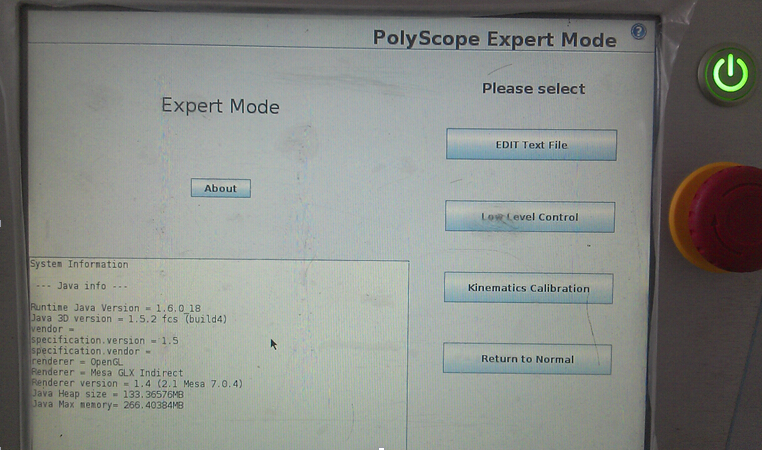 PolyScope Expert Mode
?
Expert Mode
Please select
EDIT Text File
About
Low Level Control
System Information
--- Java info ---
Kinematics Calibration
Runtime Java Version = 1.6.0_18
Java 3D version = 1.5.2 fcs (build4)
vendor =
specification.version = 1.5
specification.vendor =
renderer = OpenGL
Renderer = Mesa GLX Indirect
Renderer version = 1.4 (2.1 Mesa 7.0.4)
Java Heap size = 133.36576MB
Java Max memory= 266.40384MB
Return to Normal